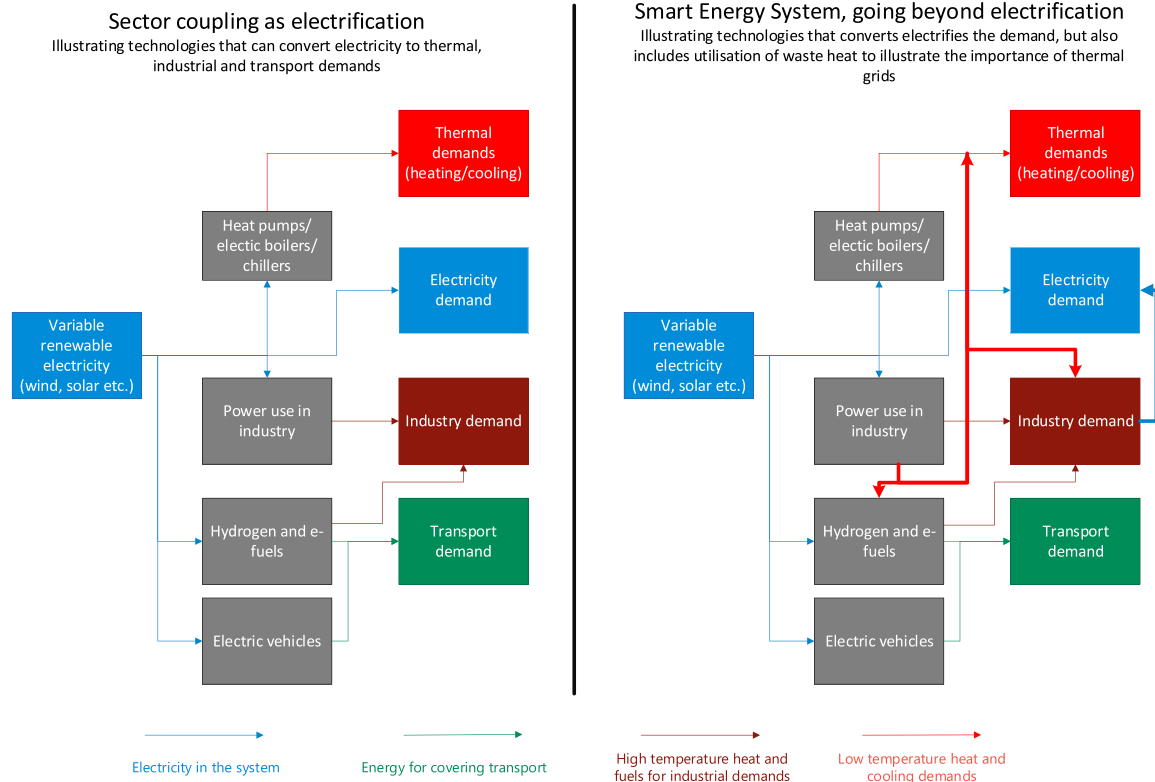 Sector coupling as electrification
Illustrating technologies that can convert electricity to thermal,
industrial and transport demands
Thermal
demands
(heating/cooling)
Heat pumps/
electic boilers/
chillers
Electricity
demand
Variable
renewable
electricity
(wind, solar etc.)
Power use in
industry
Industry demand
Hydrogen and e-
fuels
Transport
demand
Electric vehicles
Smart Energy System, going beyond electrification
Illustrating technologies that converts electrifies the demand, but also
includes utilisation of waste heat to illustrate the importance of thermal
grids
Thermal
demands
(heating/cooling)
Heat pumps/
electic boilers/
chillers
Electricity
demand
Variable
renewable
electricity
(wind, solar etc.)
Power use in
industry
Industry demand
Hydrogen and e-
fuels
Transport
demand
Electric vehicles
Electricity in the system
Energy for covering transport
High temperature heat and
fuels for industrial demands
Low temperature heat and
cooling demands